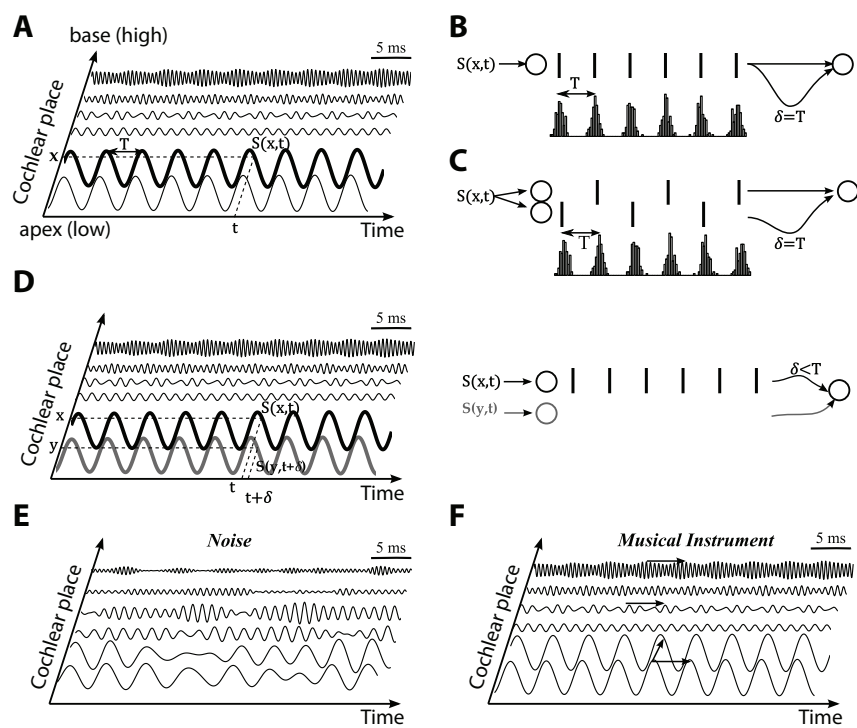 A
base (high)
5 ms
Cochlear place
x
T
S(x,t)
t
apex (low)
Time
B
S(x,t)
T
δ=T
C
S(x,t)
T
δ=T
D
5 ms
Cochlear place
x
S(x,t)
y
S(y,t+δ)
t
t+δ
Time
S(x,t)
S(y,t)
δ<T
E
Noise
5 ms
Cochlear place
Time
F
Musical Instrument
5 ms
Cochlear place
Time